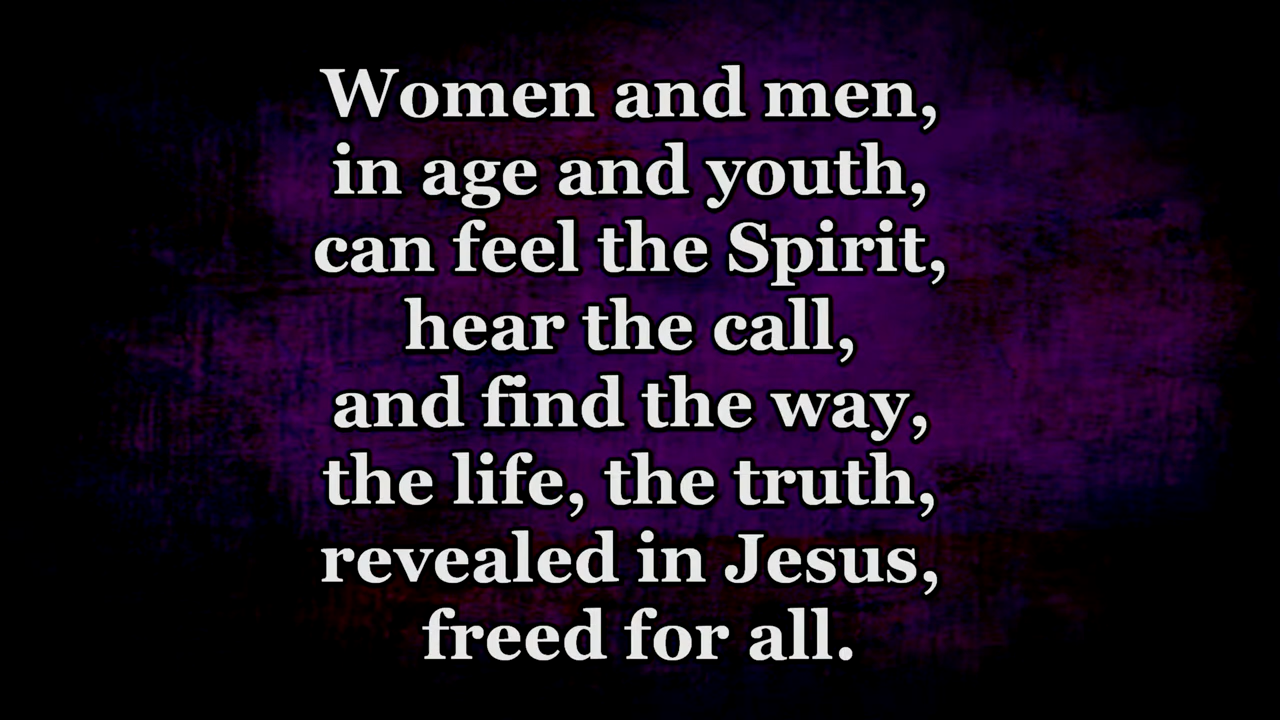 Women and men,
in age and youth,
can feel the Spirit,
hear the call,
and find the way,
the life, the truth,
revealed in Jesus,
freed for all.